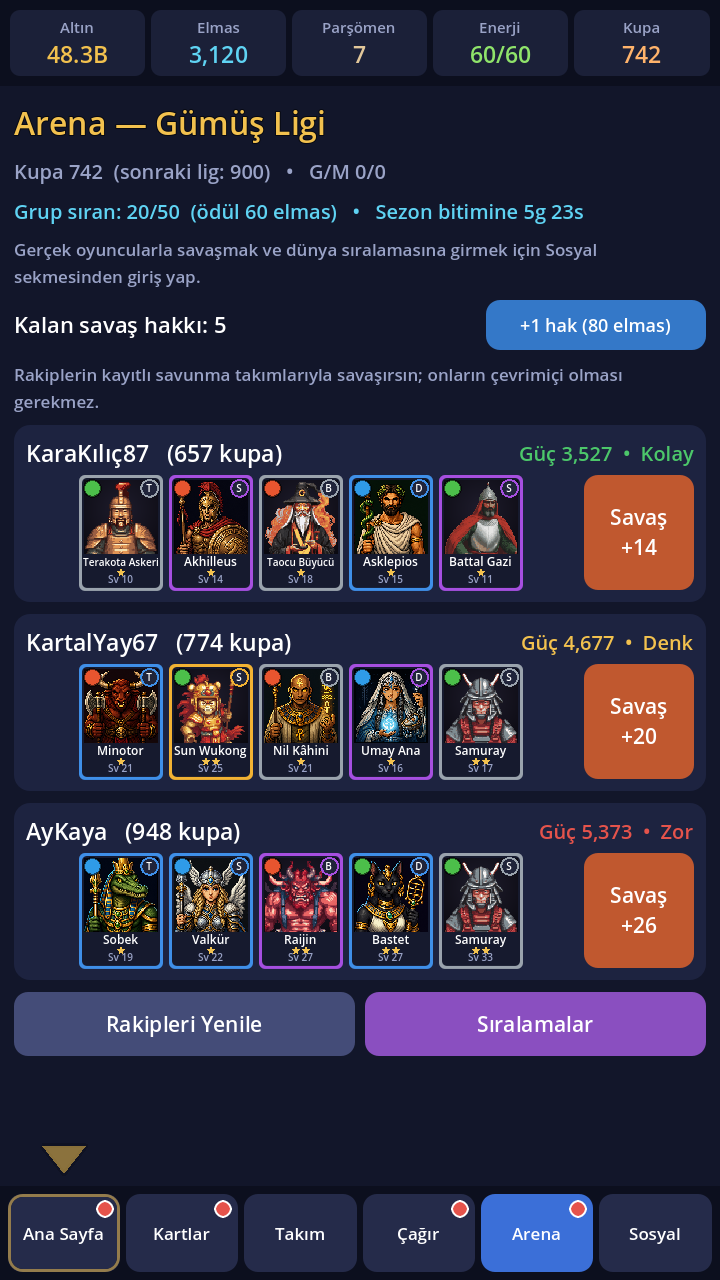 Altın Elmas Parşömen Enerji Kupa
48.3B 3,120 7 60/60 742
Arena — Gümüş Ligi
Kupa 742 (sonraki lig: 900) • G/M 0/0
Grup sıran: 20/50 (ödül 60 elmas) • Sezon bitimine 5g 23s
Gerçek oyuncularla savaşmak ve dünya sıralamasına girmek için Sosyal
sekmesinden giriş yap.
Kalan savaş hakkı: 5 +1 hak (80 elmas)
Rakiplerin kayıtlı savunma takımlarıyla savaşırsın; onların çevrimiçi olması
gerekmez.
KaraKılıç87 (657 kupa) Güç 3,527 • Kolay
T S B D S
Terakota Askeri Akhilleus Taocu Büyücü Asklepios Battal Gazi
Sv 10 Sv 14 Sv 18 Sv 15 Sv 11
Savaş
+14
KartalYay67 (774 kupa) Güç 4,677 • Denk
T S B D S
Minotor Sun Wukong Nil Kâhini Umay Ana Samuray
Sv 21 Sv 25 Sv 21 Sv 16 Sv 17
Savaş
+20
AyKaya (948 kupa) Güç 5,373 • Zor
T S B D S
Sobek Valkür Raijin Bastet Samuray
Sv 19 Sv 22 Sv 27 Sv 27 Sv 33
Savaş
+26
Rakipleri Yenile Sıralamalar
Ana Sayfa Kartlar Takım Çağır Arena Sosyal